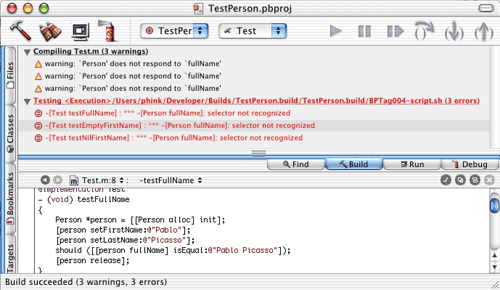 TestPerson.pbproj
TestPer
Test
Compiling Test.m (3 warnings)
warning: `Person' does not respond to `fullName'
warning: `Person' does not respond to `fullName'
warning: `Person' does not respond to `fullName'
Testing <Execution>/Users/phink/Developer/Builds/TestPerson.build/TestPerson.build/BPTag004-script.sh (3 errors)
-[Test testFullName] : *** -[Person fullName]: selector not recognized
-[Test testEmptyFirstName] : *** -[Person fullName]: selector not recognized
-[Test testNilFirstName] : *** -[Person fullName]: selector not recognized
Files
Classes
Bookmarks
Targets
Find
Build
Run
Debug
Test.m:8
-testFullName
@implementation Test
- (void) testFullName
{
Person *person = [[Person alloc] init];
[person setFirstName:@"Pablo"];
[person setLastName:@"Picasso"];
should ([[person fullName] isEqual:@"Pablo Picasso"]);
[person release];
Build succeeded (3 warnings, 3 errors)